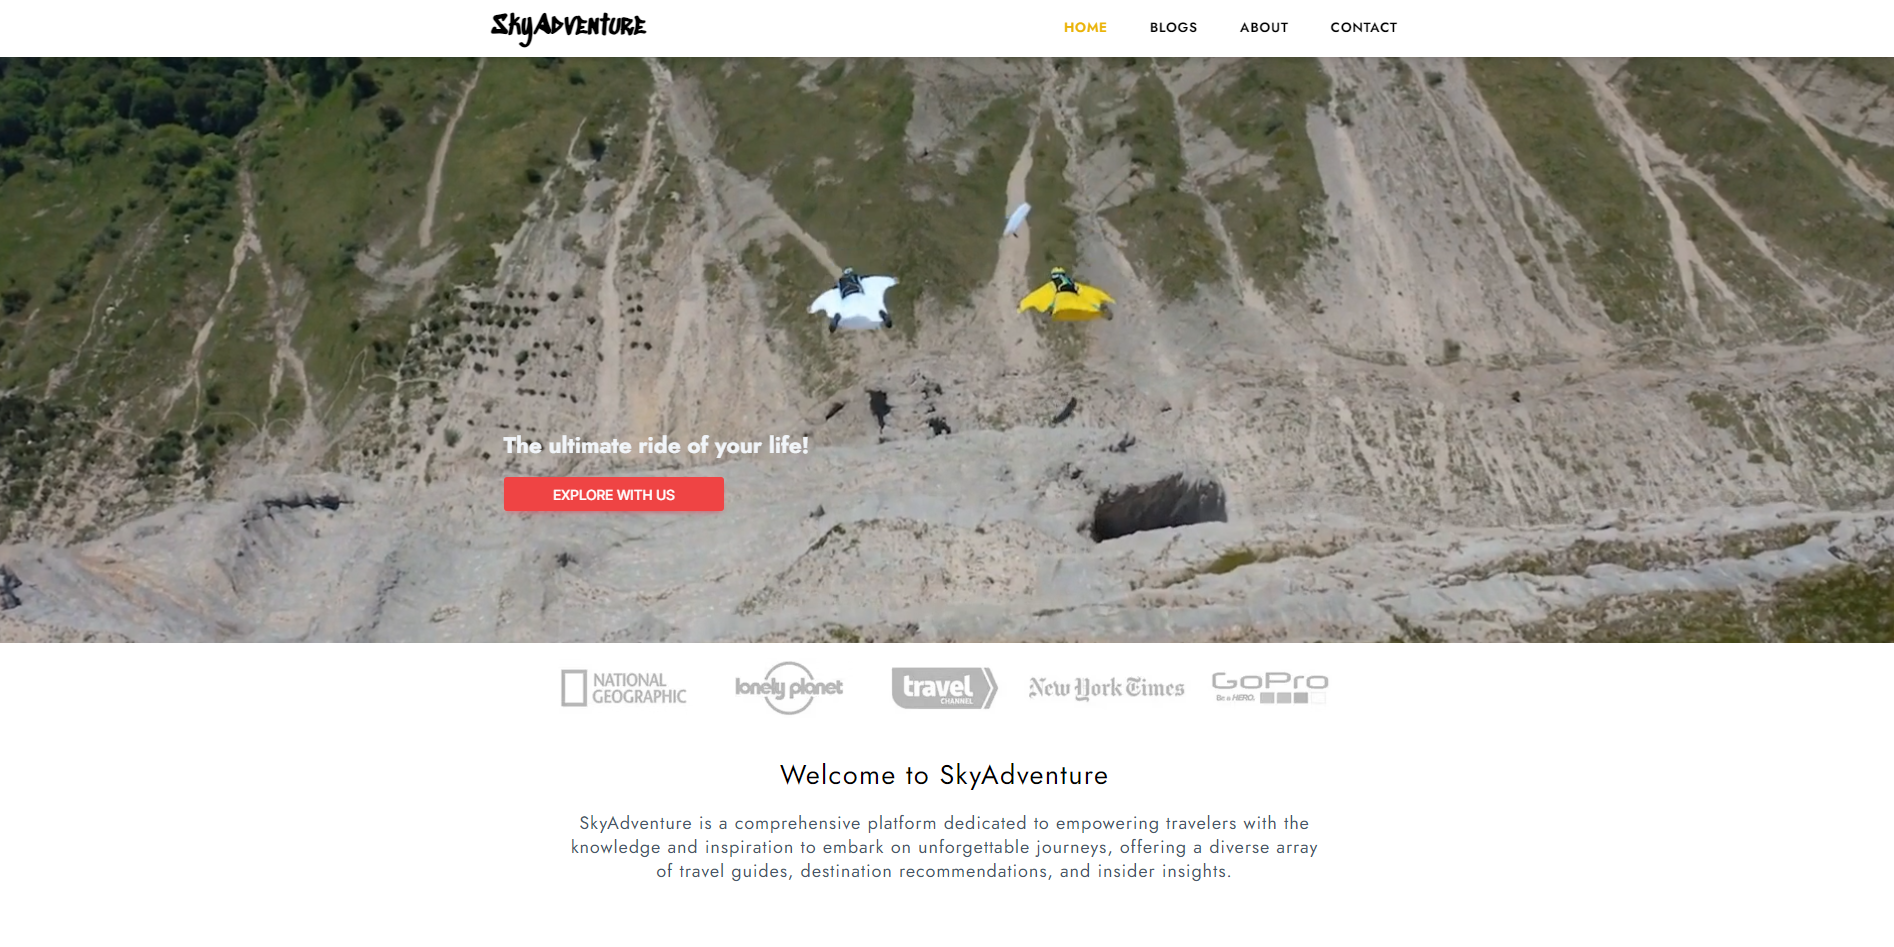 SkyAdventure
HOME BLOGS ABOUT CONTACT
The ultimate ride of your life!
EXPLORE WITH US
NATIONAL
GEOGRAPHIC
lonely planet
travel
CHANNEL
New York Times
GoPro
Be a HERO.
Welcome to SkyAdventure
SkyAdventure is a comprehensive platform dedicated to empowering travelers with the
knowledge and inspiration to embark on unforgettable journeys, offering a diverse array
of travel guides, destination recommendations, and insider insights.